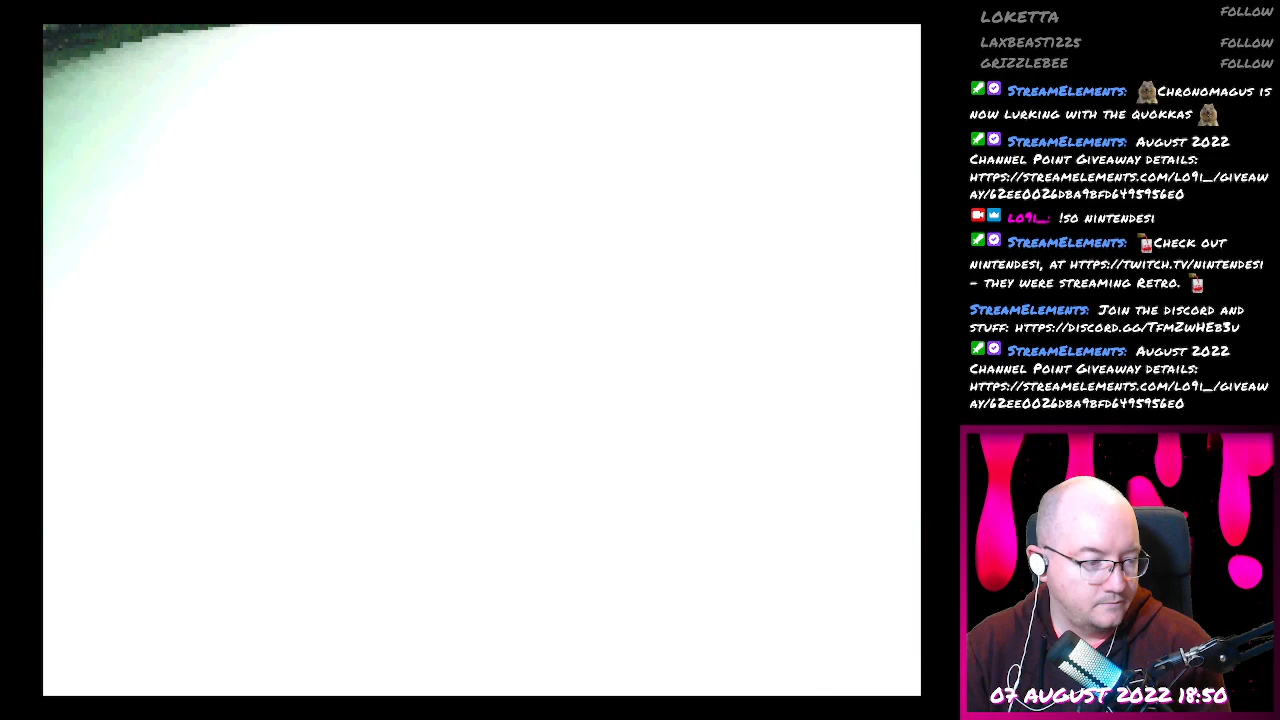 LOKETTA FOLLOW
LAXBEAST1225 FOLLOW
GRIZZLEBEE FOLLOW
StreamElements: Chronomagus is
now lurking with the quokkas
StreamElements: August 2022
Channel Point Giveaway details:
https://streamelements.com/lo9i_/giveaw
ay/62ee0026dba9bfd6495956e0
lo9i_: !so nintendesi
StreamElements: Check out
nintendesi, at https://twitch.tv/nintendesi
- they were streaming Retro.
StreamElements: Join the discord and
stuff: https://discord.gg/TfmZwHEb3u
StreamElements: August 2022
Channel Point Giveaway details:
https://streamelements.com/lo9i_/giveaw
ay/62ee0026dba9bfd6495956e0
07 August 2022 18:50